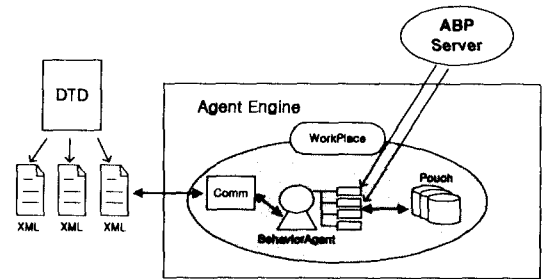 ABP
Server
DTD
Agent Engine
WorkPlace
Comm
Pouch
BehaviorAgent
XML
XML
XML